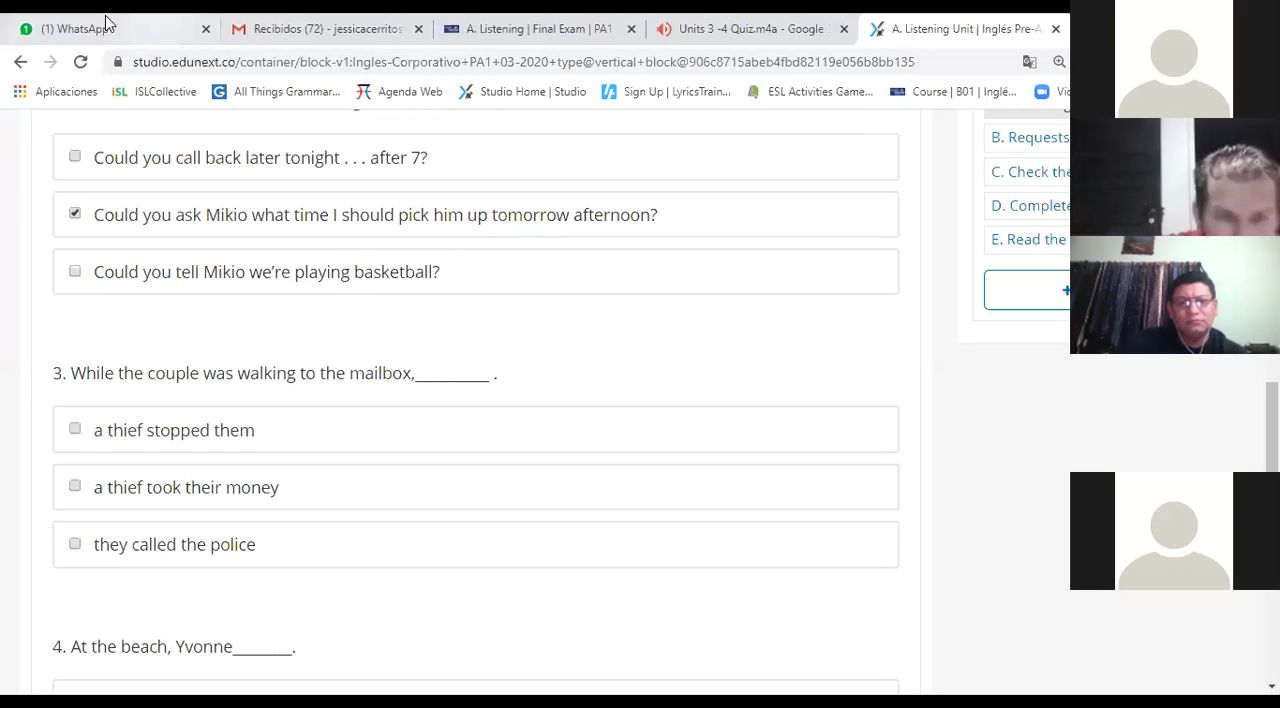 (1) WhatsApp
Recibidos (72) - jessicacerritos
A. Listening | Final Exam | PA1
Units 3 -4 Quiz.m4a - Google
A. Listening Unit | Inglés Pre-A
studio.edunext.co/container/block-v1:Ingles-Corporativo+PA1+03-2020+type@vertical+block@906c8715abeb4fbd82119e056b8bb135
Aplicaciones
ISLCollective
All Things Grammar...
Agenda Web
Studio Home | Studio
Sign Up | LyricsTrain...
ESL Activities Game...
Course | B01 | Inglé...
Could you call back later tonight . . . after 7?
Could you ask Mikio what time I should pick him up tomorrow afternoon?
Could you tell Mikio we're playing basketball?
3. While the couple was walking to the mailbox,__________ .
a thief stopped them
a thief took their money
they called the police
4. At the beach, Yvonne_______.
B. Requests
C. Check the
D. Complete
E. Read the